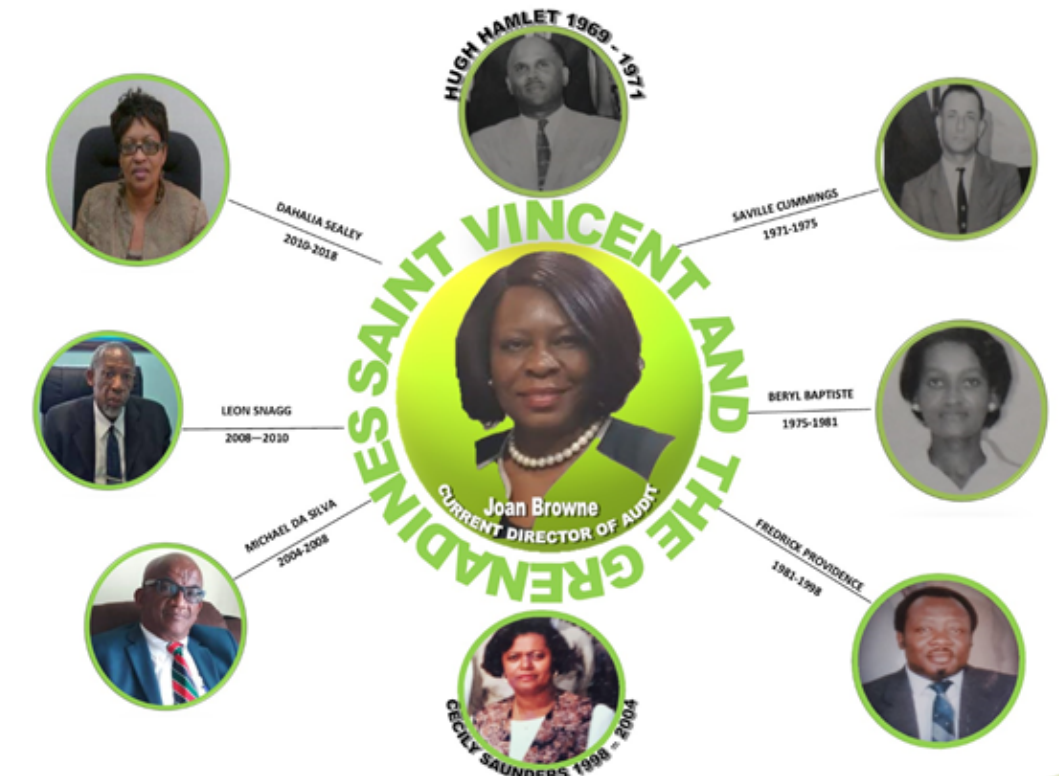 HUGH HAMLET 1969 - 1971
SAVILLE CUMMINGS
1971-1975
BERYL BAPTISTE
1975-1981
FREDRICK PROVIDENCE
1981-1998
CECILY SAUNDERS 1998 - 2004
MICHAEL DA SILVA
2004-2008
LEON SNAGG
2008—2010
DAHALIA SEALEY
2010-2018
SAINT VINCENT AND THE GRENADINES
Joan Browne
CURRENT DIRECTOR OF AUDIT